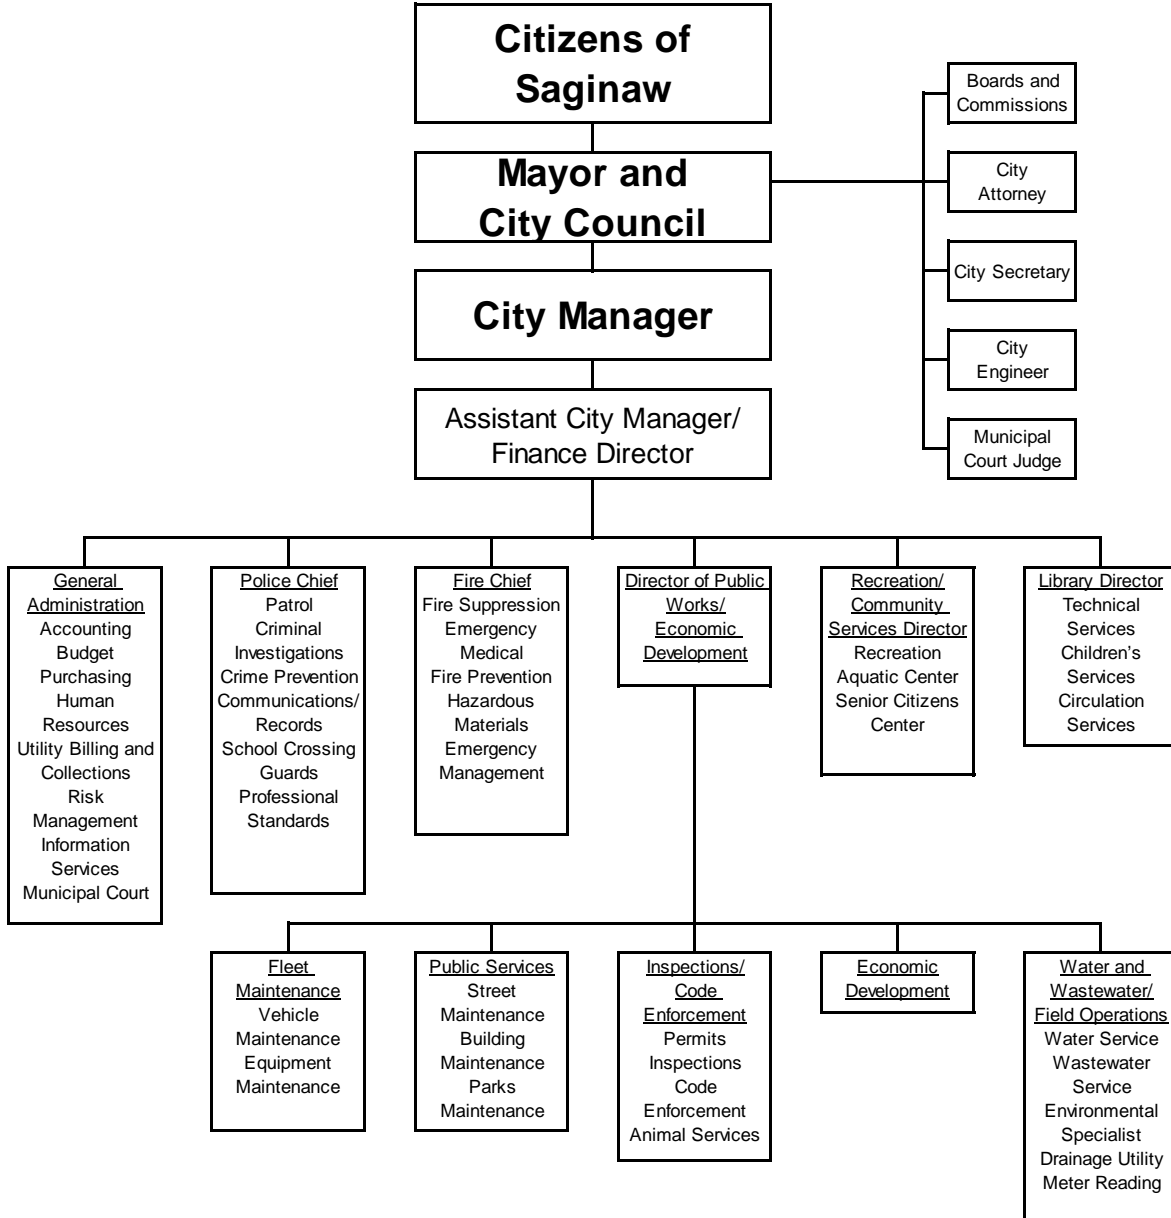 Citizens of
Saginaw
Boards and
Commissions
Mayor and
City Council
City
Attorney
City Secretary
City Manager
City
Engineer
Assistant City Manager/
Finance Director
Municipal
Court Judge
General
Administration
Accounting
Budget
Purchasing
Human
Resources
Utility Billing and
Collections
Risk
Management
Information
Services
Municipal Court
Police Chief
Patrol
Criminal
Investigations
Crime Prevention
Communications/
Records
School Crossing
Guards
Professional
Standards
Fire Chief
Fire Suppression
Emergency
Medical
Fire Prevention
Hazardous
Materials
Emergency
Management
Director of Public
Works/
Economic
Development
Recreation/
Community
Services Director
Recreation
Aquatic Center
Senior Citizens
Center
Library Director
Technical
Services
Children's
Services
Circulation
Services
Fleet
Maintenance
Vehicle
Maintenance
Equipment
Maintenance
Public Services
Street
Maintenance
Building
Maintenance
Parks
Maintenance
Inspections/
Code
Enforcement
Permits
Inspections
Code
Enforcement
Animal Services
Economic
Development
Water and
Wastewater/
Field Operations
Water Service
Wastewater
Service
Environmental
Specialist
Drainage Utility
Meter Reading